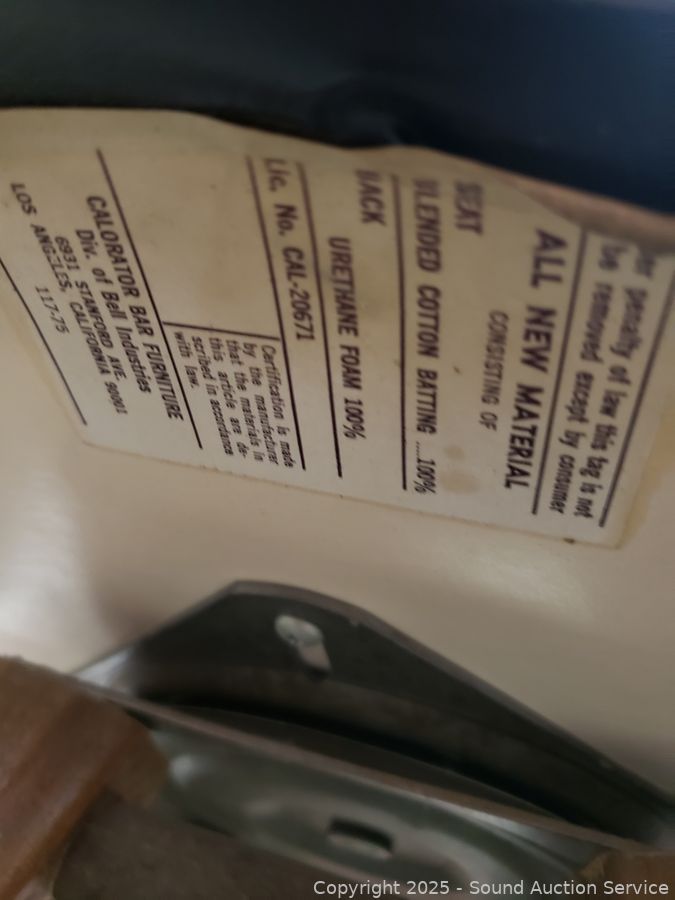 der penalty of law this tag is not
be removed except by consumer
ALL NEW MATERIAL
CONSISTING OF
SEAT
BLENDED COTTON BATTING ....100%
BACK
URETHANE FOAM 100%
Lic. No. CAL-20671
Certification is made
by the manufacturer
that the materials in
this article are de-
scribed in accordance
with law.
CALORATOR BAR FURNITURE
Div. of Bell Industries
6931 STANFORD AVE.
LOS ANGELES, CALIFORNIA 90001
117-75
Copyright 2025 - Sound Auction Service